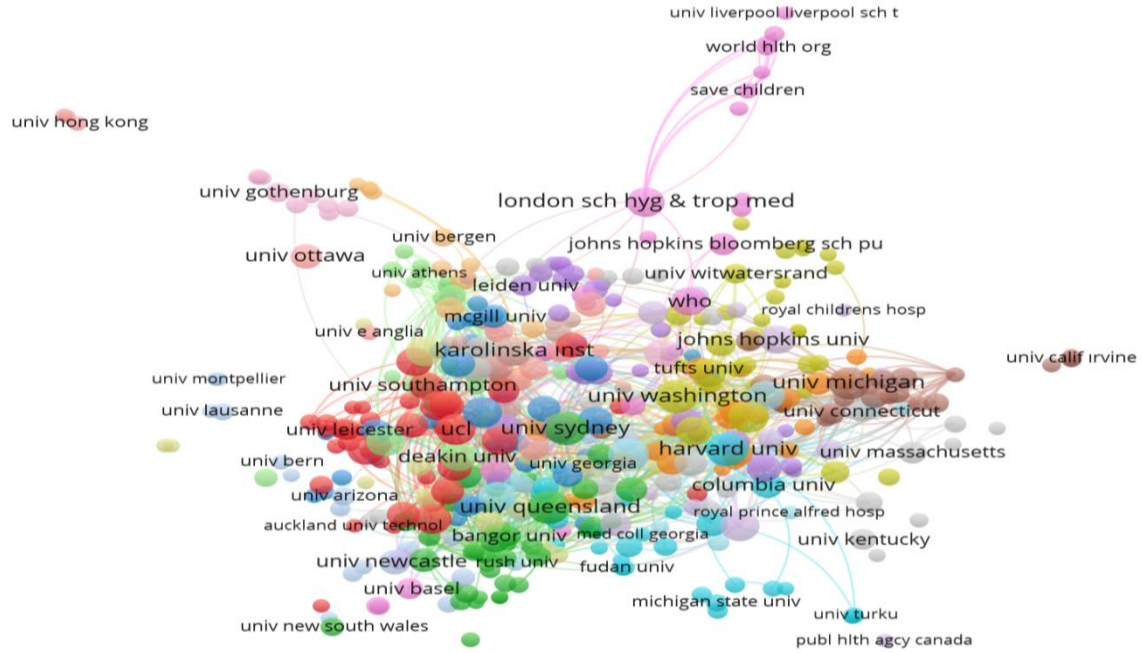 univ liverpool liverpool sch t
world hlth org
save children
univ hong kong
univ gothenburg
london sch hyg & trop med
univ bergen
johns hopkins bloomberg sch pu
univ ottawa
univ athens
leiden univ
univ witwatersrand
who
royal childrens hosp
mcgill univ
univ e anglia
johns hopkins univ
karolinska inst
univ calif irvine
tufts univ
univ montpellier
univ southampton
univ michigan
univ washington
univ lausanne
univ connecticut
univ leicester
ucl
univ sydney
harvard univ
univ massachusetts
deakin univ
univ georgia
univ bern
columbia univ
univ arizona
univ queensland
royal prince alfred hosp
auckland univ technol
bangor univ
med coll georgia
univ kentucky
univ newcastle
rush univ
fudan univ
univ basel
michigan state univ
univ turku
univ new south wales
publ hlth agcy canada